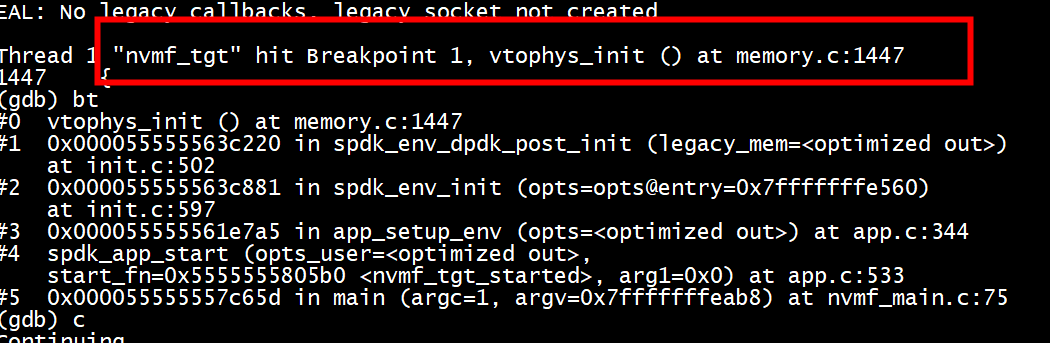 EAL: No legacy callbacks, legacy socket not created
Thread 1 "nvmf_tgt" hit Breakpoint 1, vtophys_init () at memory.c:1447
1447    {
(gdb) bt
#0  vtophys_init () at memory.c:1447
#1  0x000055555563c220 in spdk_env_dpdk_post_init (legacy_mem=<optimized out>)
    at init.c:502
#2  0x000055555563c881 in spdk_env_init (opts=opts@entry=0x7fffffffe560)
    at init.c:597
#3  0x000055555561e7a5 in app_setup_env (opts=<optimized out>) at app.c:344
#4  spdk_app_start (opts_user=<optimized out>,
    start_fn=0x5555555805b0 <nvmf_tgt_started>, arg1=0x0) at app.c:533
#5  0x000055555557c65d in main (argc=1, argv=0x7fffffffeab8) at nvmf_main.c:75
(gdb) c
Continuing